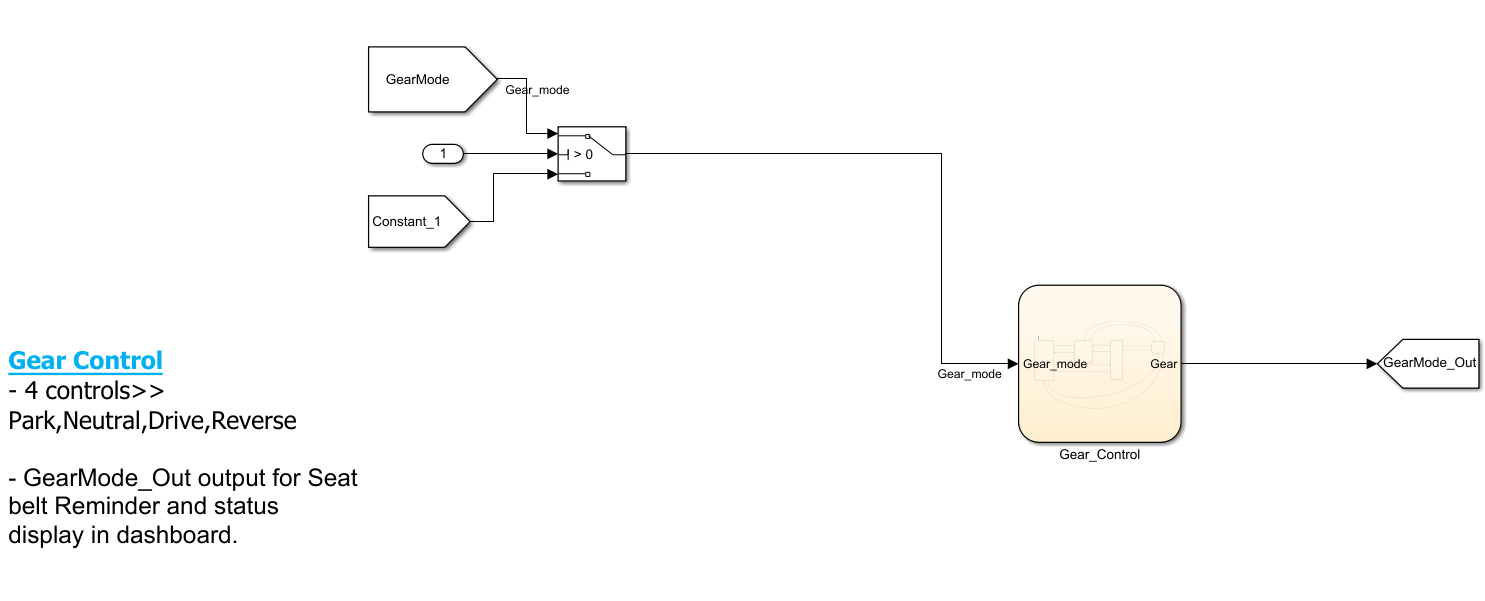 GearMode
Gear_mode
1
> 0
Constant_1
Gear Control
- 4 controls>>
Park,Neutral,Drive,Reverse
- GearMode_Out output for Seat
belt Reminder and status
display in dashboard.
Gear_mode
Gear_mode
Gear
Gear_Control
GearMode_Out